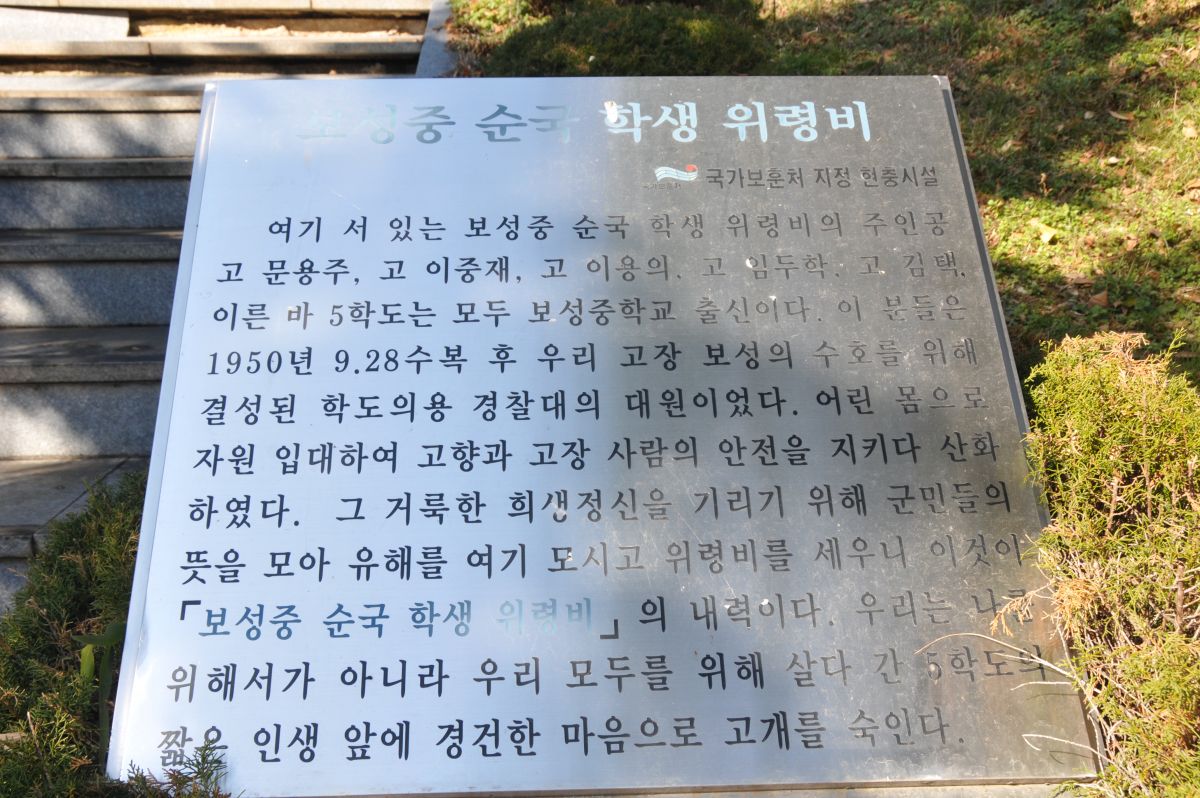 보성중 순국 학생 위령비
국가보훈처 국가보훈처 지정 현충시설
여기 서 있는 보성중 순국 학생 위령비의 주인공
고 문용주, 고 이중재, 고 이용의, 고 임두학, 고 김택,
이른 바 5학도는 모두 보성중학교 출신이다. 이 분들은
1950년 9.28수복 후 우리 고장 보성의 수호를 위해
결성된 학도의용 경찰대의 대원이었다. 어린 몸으로
자원 입대하여 고향과 고장 사람의 안전을 지키다 산화
하였다. 그 거룩한 희생정신을 기리기 위해 군민들의
뜻을 모아 유해를 여기 모시고 위령비를 세우니 이것이
「보성중 순국 학생 위령비」의 내력이다. 우리는 나를
위해서가 아니라 우리 모두를 위해 살다 간 5학도의
짧은 인생 앞에 경건한 마음으로 고개를 숙인다.